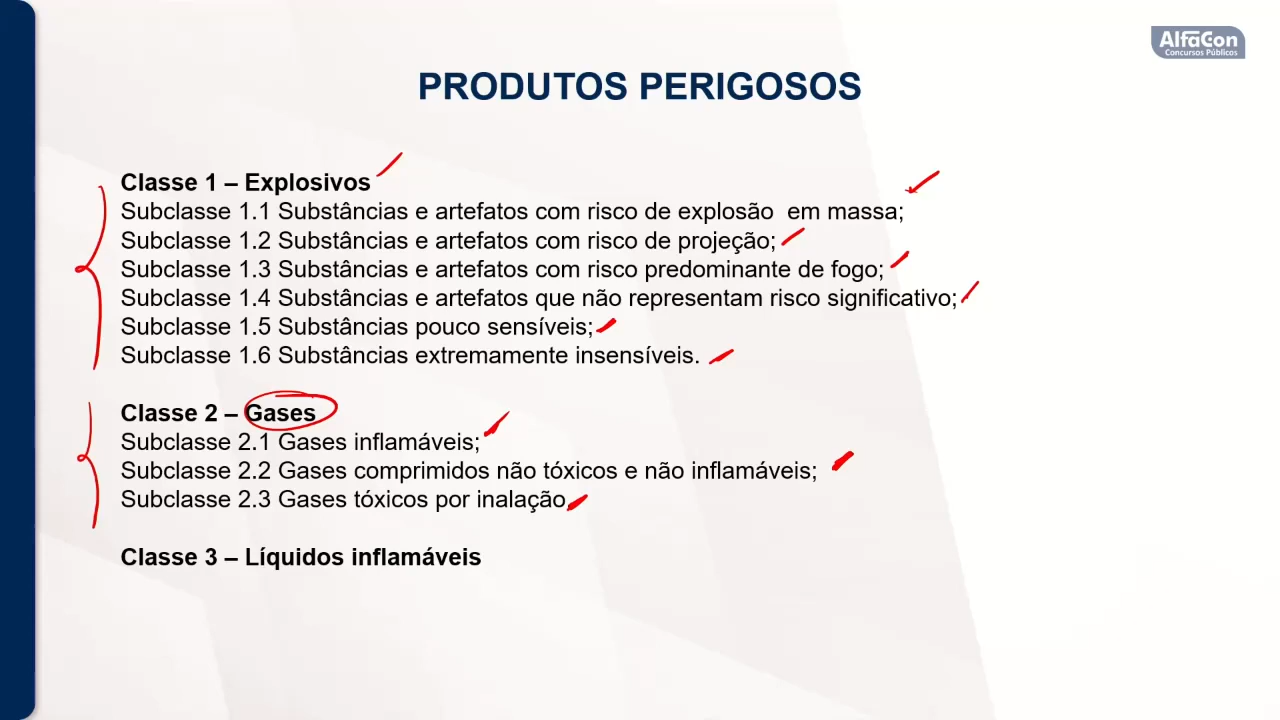 AlfaCon
Concursos Públicos
PRODUTOS PERIGOSOS
Classe 1 – Explosivos
Subclasse 1.1 Substâncias e artefatos com risco de explosão em massa;
Subclasse 1.2 Substâncias e artefatos com risco de projeção;
Subclasse 1.3 Substâncias e artefatos com risco predominante de fogo;
Subclasse 1.4 Substâncias e artefatos que não representam risco significativo;
Subclasse 1.5 Substâncias pouco sensíveis;
Subclasse 1.6 Substâncias extremamente insensíveis.
Classe 2 – Gases
Subclasse 2.1 Gases inflamáveis;
Subclasse 2.2 Gases comprimidos não tóxicos e não inflamáveis;
Subclasse 2.3 Gases tóxicos por inalação.
Classe 3 – Líquidos inflamáveis